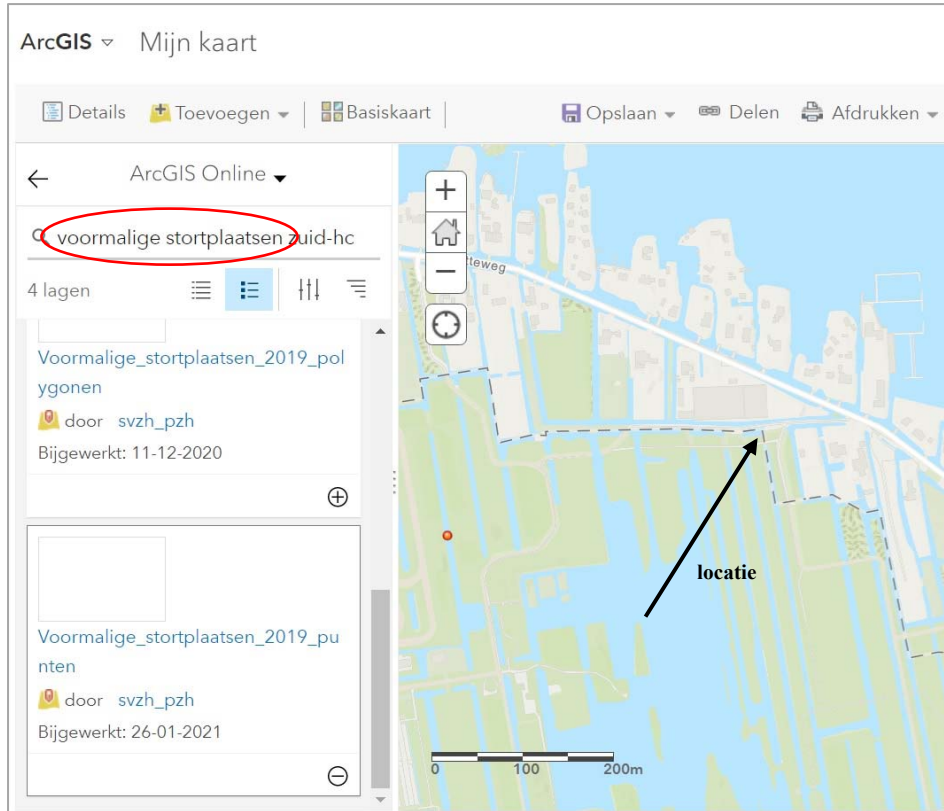 ArcGIS Mijn kaart
Details Toevoegen Basiskaart Opslaan Delen Afdrukken
ArcGIS Online
voormalige stortplaatsen zuid-hc
4 lagen
Voormalige_stortplaatsen_2019_pol
ygonen
door svzh_pzh
Bijgewerkt: 11-12-2020
Voormalige_stortplaatsen_2019_pu
nten
door svzh_pzh
Bijgewerkt: 26-01-2021
teweg
locatie
0 100 200m